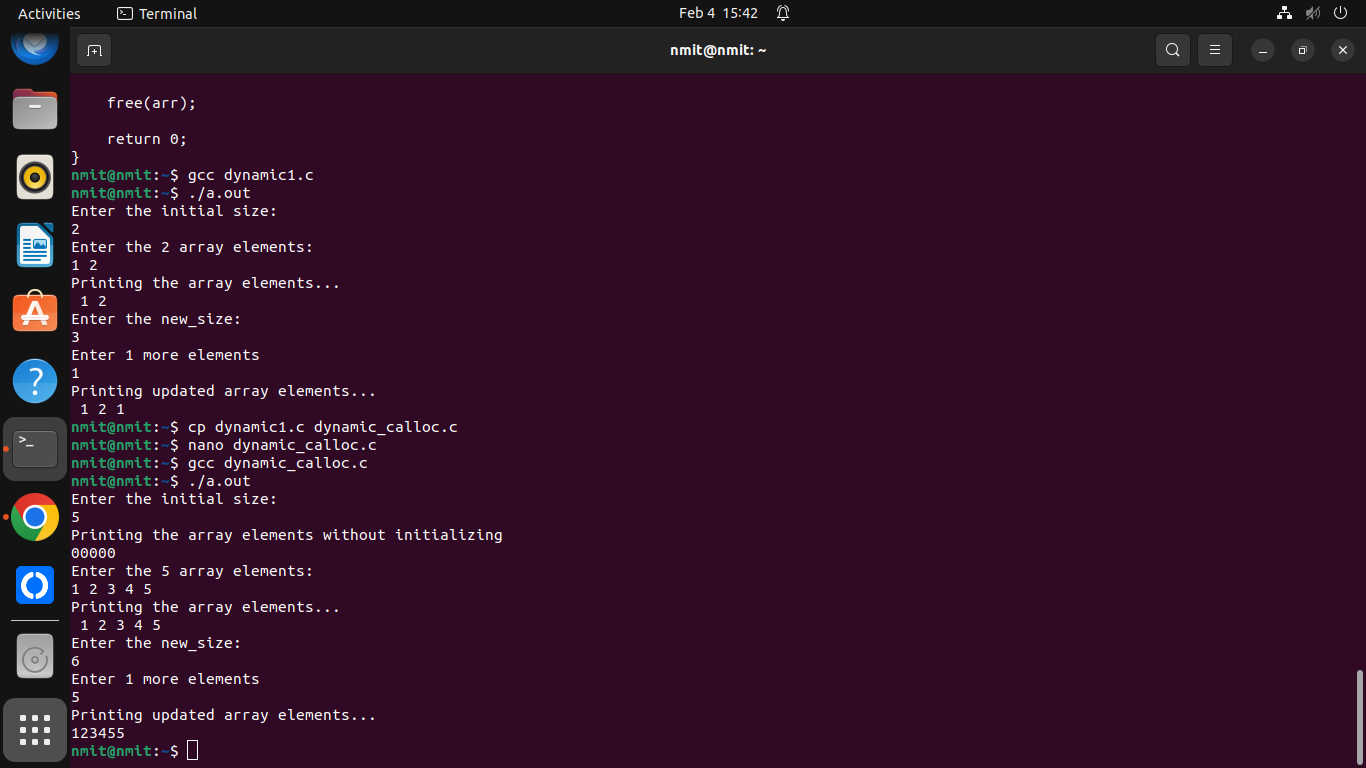 Activities
Terminal
Feb 4 15:42
nmit@nmit: ~
    free(arr);
    return 0;
}
nmit@nmit:~$ gcc dynamic1.c
nmit@nmit:~$ ./a.out
Enter the initial size:
2
Enter the 2 array elements:
1 2
Printing the array elements...
 1 2
Enter the new_size:
3
Enter 1 more elements
1
Printing updated array elements...
 1 2 1
nmit@nmit:~$ cp dynamic1.c dynamic_calloc.c
nmit@nmit:~$ nano dynamic_calloc.c
nmit@nmit:~$ gcc dynamic_calloc.c
nmit@nmit:~$ ./a.out
Enter the initial size:
5
Printing the array elements without initializing
00000
Enter the 5 array elements:
1 2 3 4 5
Printing the array elements...
 1 2 3 4 5
Enter the new_size:
6
Enter 1 more elements
5
Printing updated array elements...
123455
nmit@nmit:~$